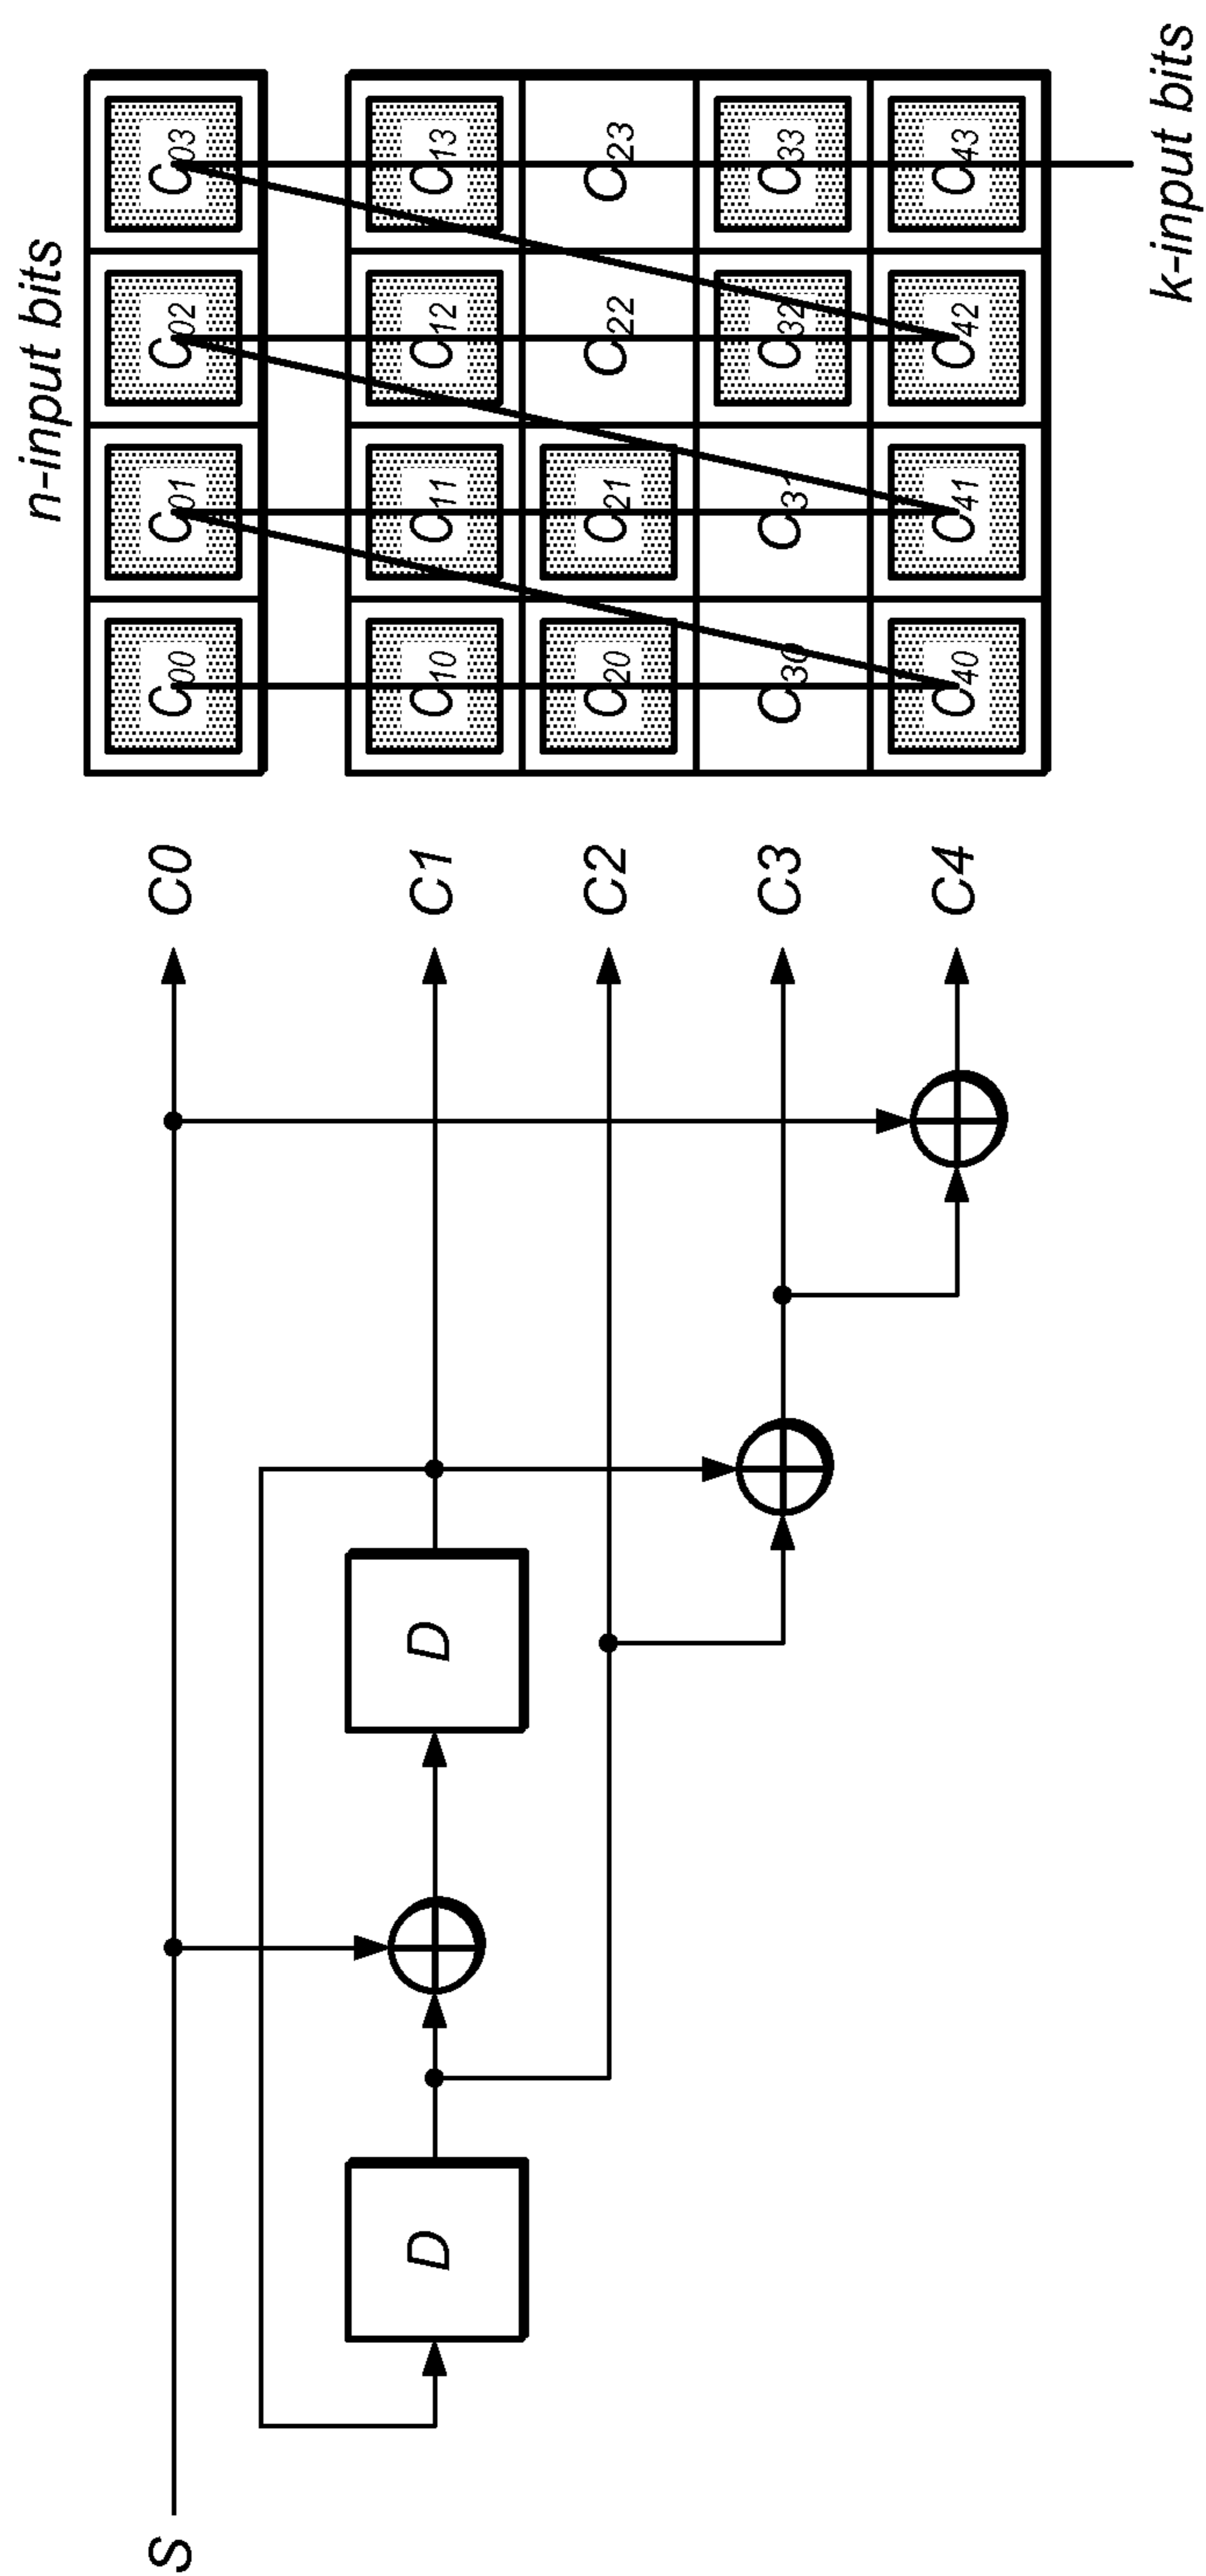 n-input bits
S C0 C00 C01 C02 C03
D D C1 C10 C11 C12 C13
C2 C20 C21 C22 C23
C3 C30 C31 C32 C33
C4 C40 C41 C42 C43
k-input bits